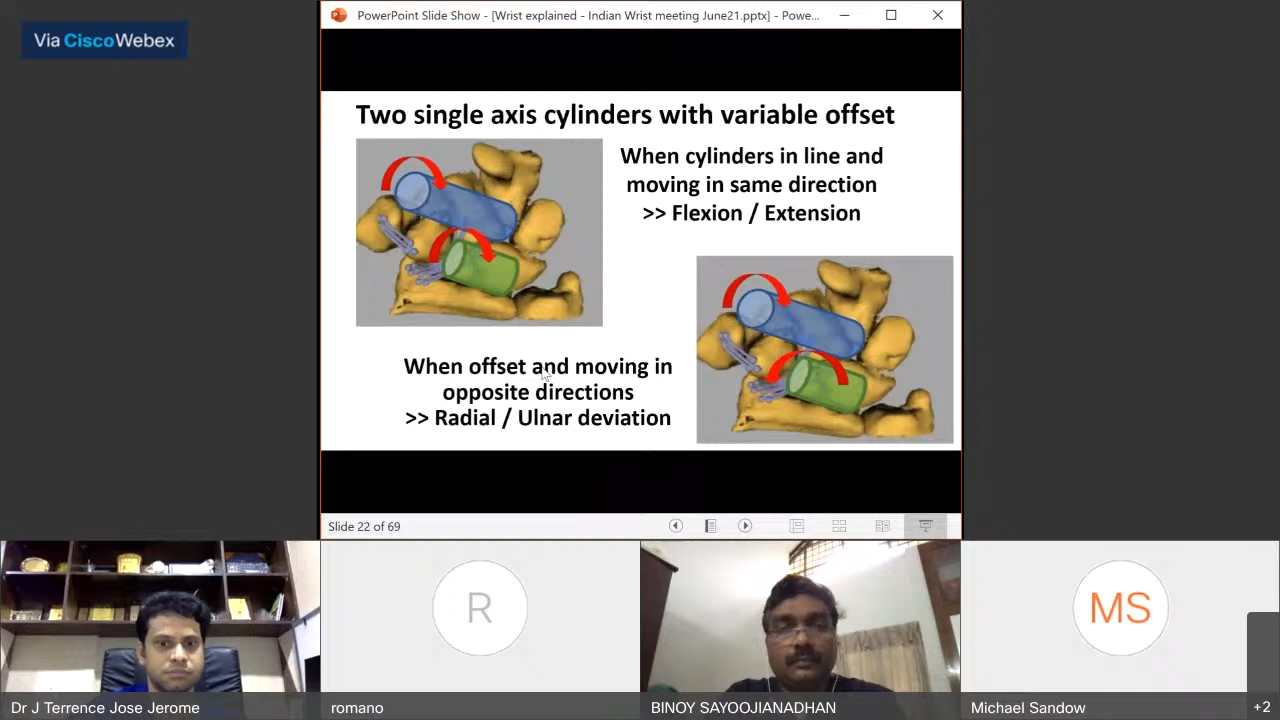 PowerPoint Slide Show - [Wrist explained - Indian Wrist meeting June21.pptx] - Powe...
Via Cisco Webex
Two single axis cylinders with variable offset
When cylinders in line and
moving in same direction
>> Flexion / Extension
When offset and moving in
opposite directions
>> Radial / Ulnar deviation
Slide 22 of 69
R
MS
Dr J Terrence Jose Jerome
romano
BINOY SAYOOJIANADHAN
Michael Sandow
+2